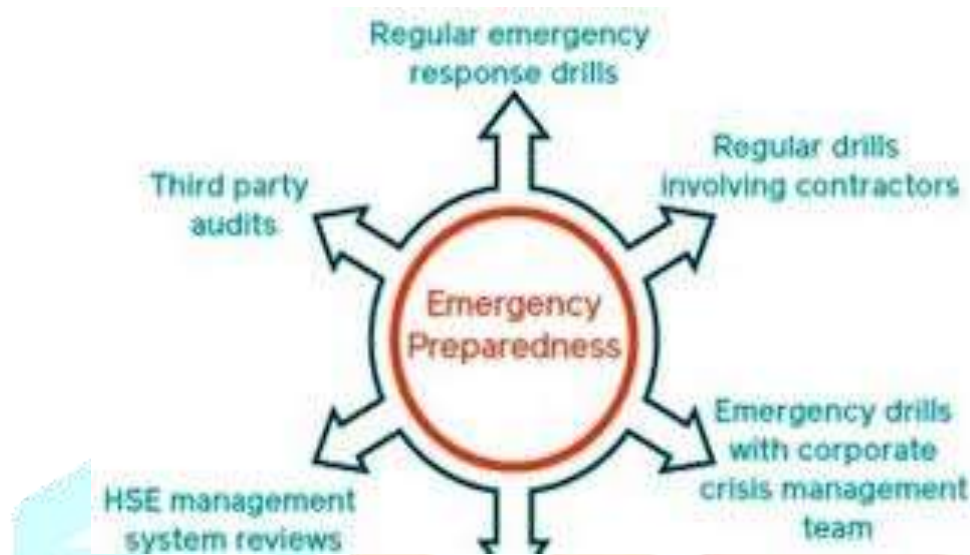 Regular emergency
response drills
Regular drills
involving contractors
Third party
audits
Emergency
Preparedness
Emergency drills
with corporate
crisis management
team
HSE management
system reviews